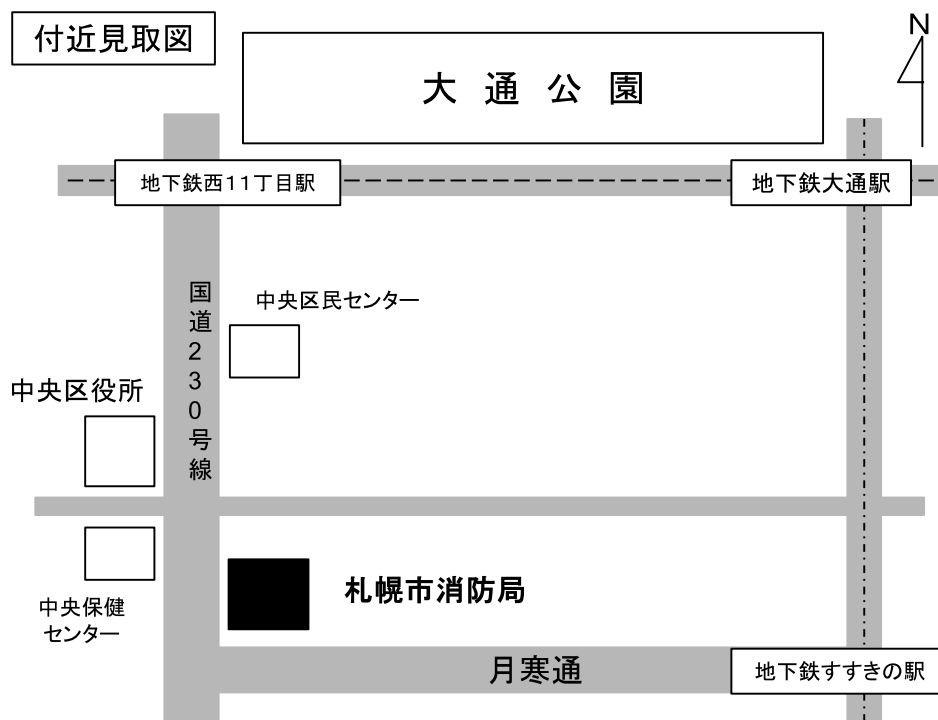 付近見取図
N
大通公園
地下鉄西11丁目駅
地下鉄大通駅
国道230号線
中央区民センター
中央区役所
札幌市消防局
中央保健
センター
月寒通
地下鉄すすきの駅